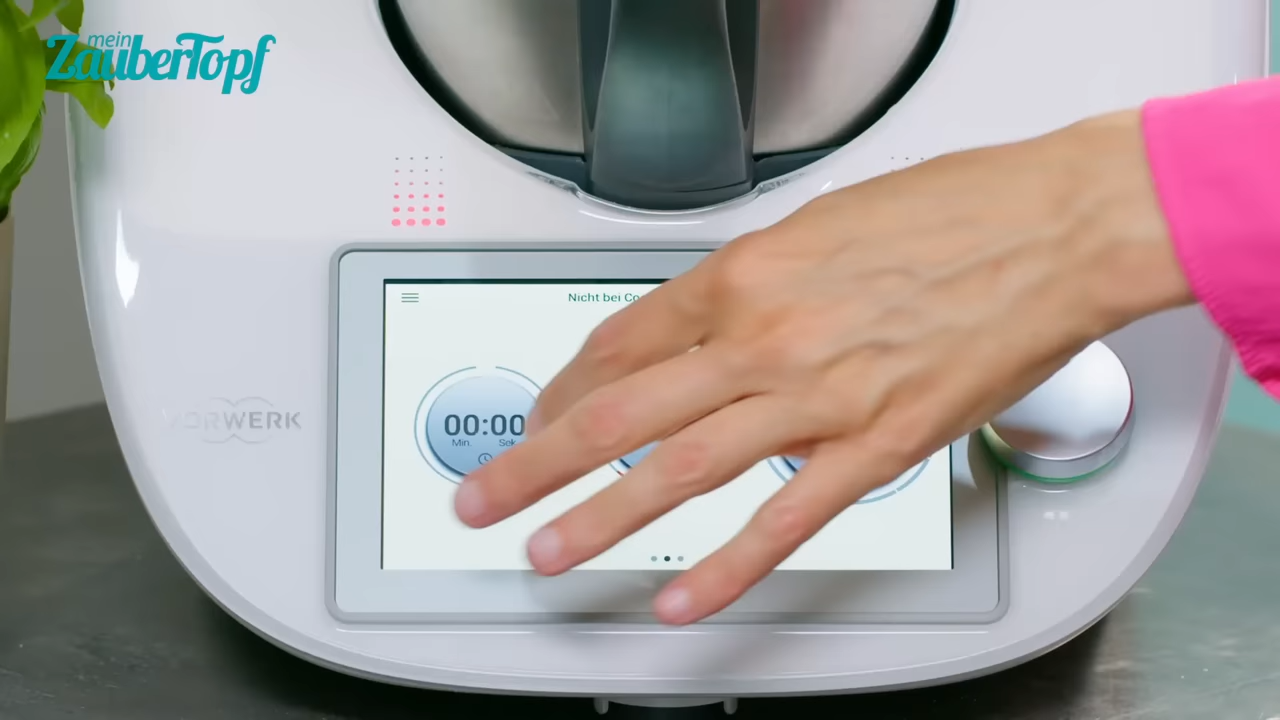 mein
ZauberTopf
Nicht bei Co
00:00
Min. Sek
VORWERK